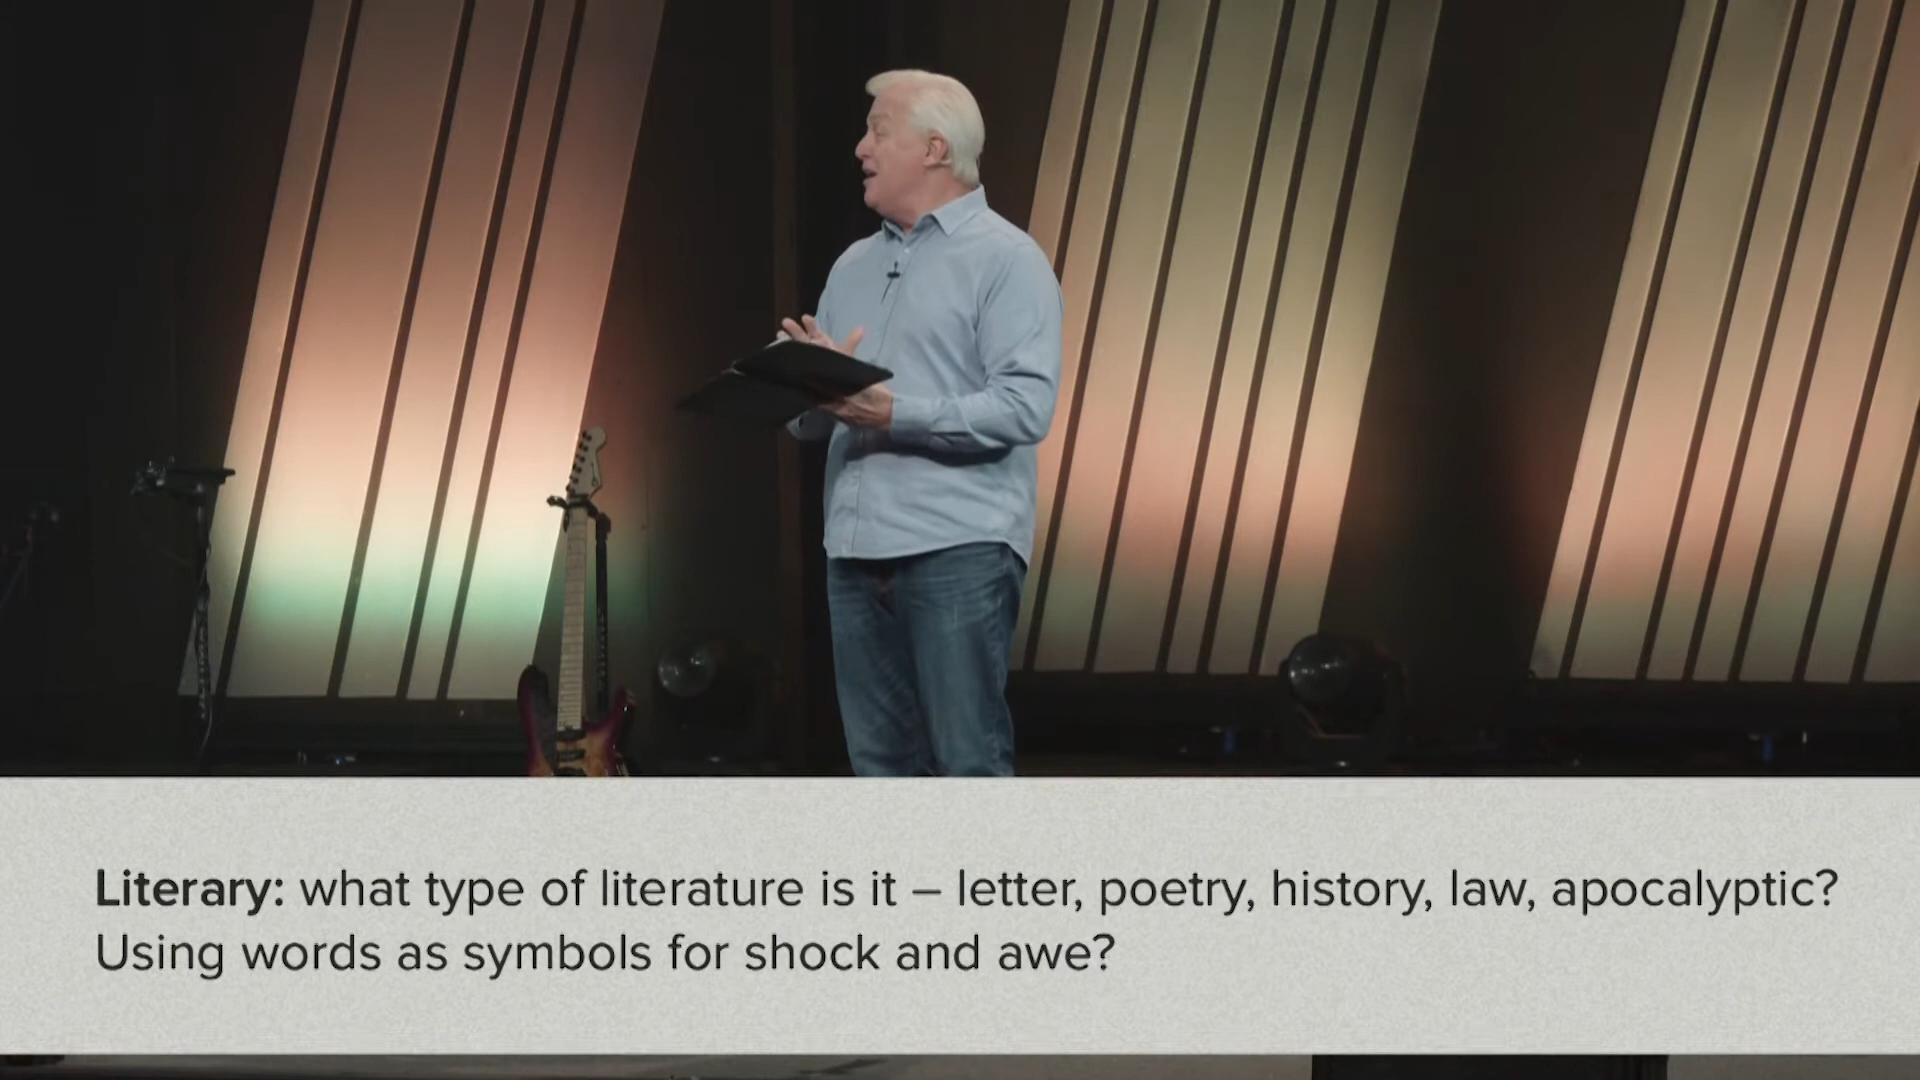 Literary: what type of literature is it – letter, poetry, history, law, apocalyptic?
Using words as symbols for shock and awe?